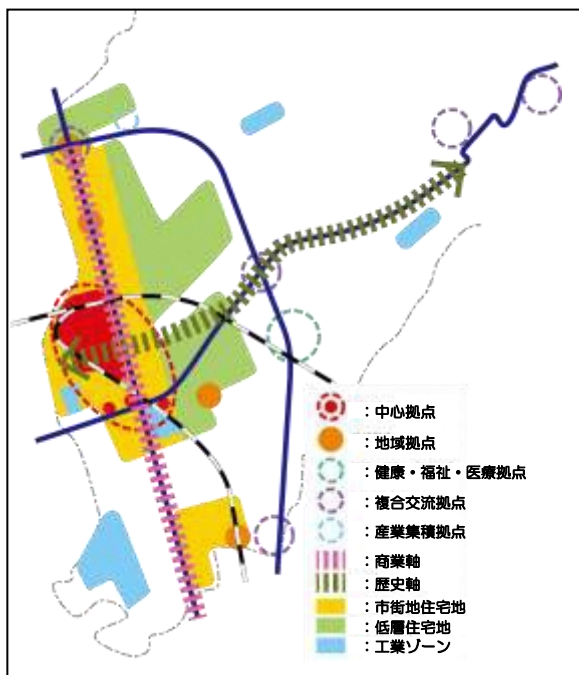 ：中心拠点
：地域拠点
：健康・福祉・医療拠点
：複合交流拠点
：産業集積拠点
：商業軸
：歴史軸
：市街地住宅地
：低層住宅地
：工業ゾーン